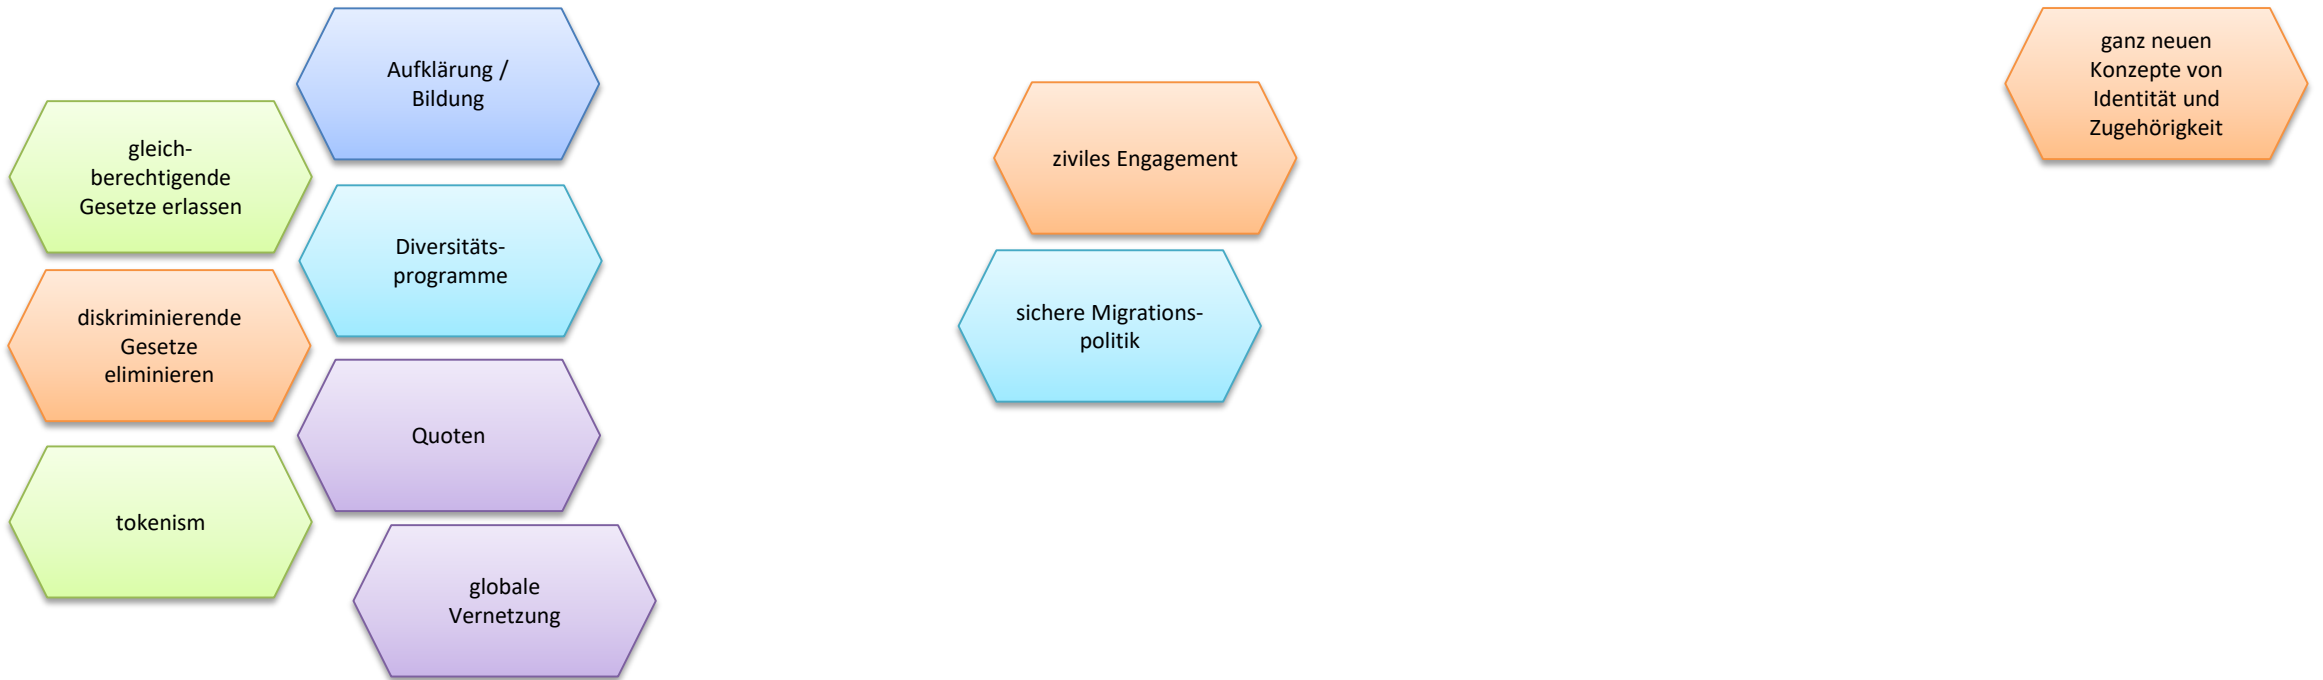 Aufklärung /
Bildung
gleich-
berechtigende
Gesetze erlassen
Diversitäts-
programme
diskriminierende
Gesetze
eliminieren
Quoten
tokenism
globale
Vernetzung
ziviles Engagement
sichere Migrations-
politik
ganz neuen
Konzepte von
Identität und
Zugehörigkeit